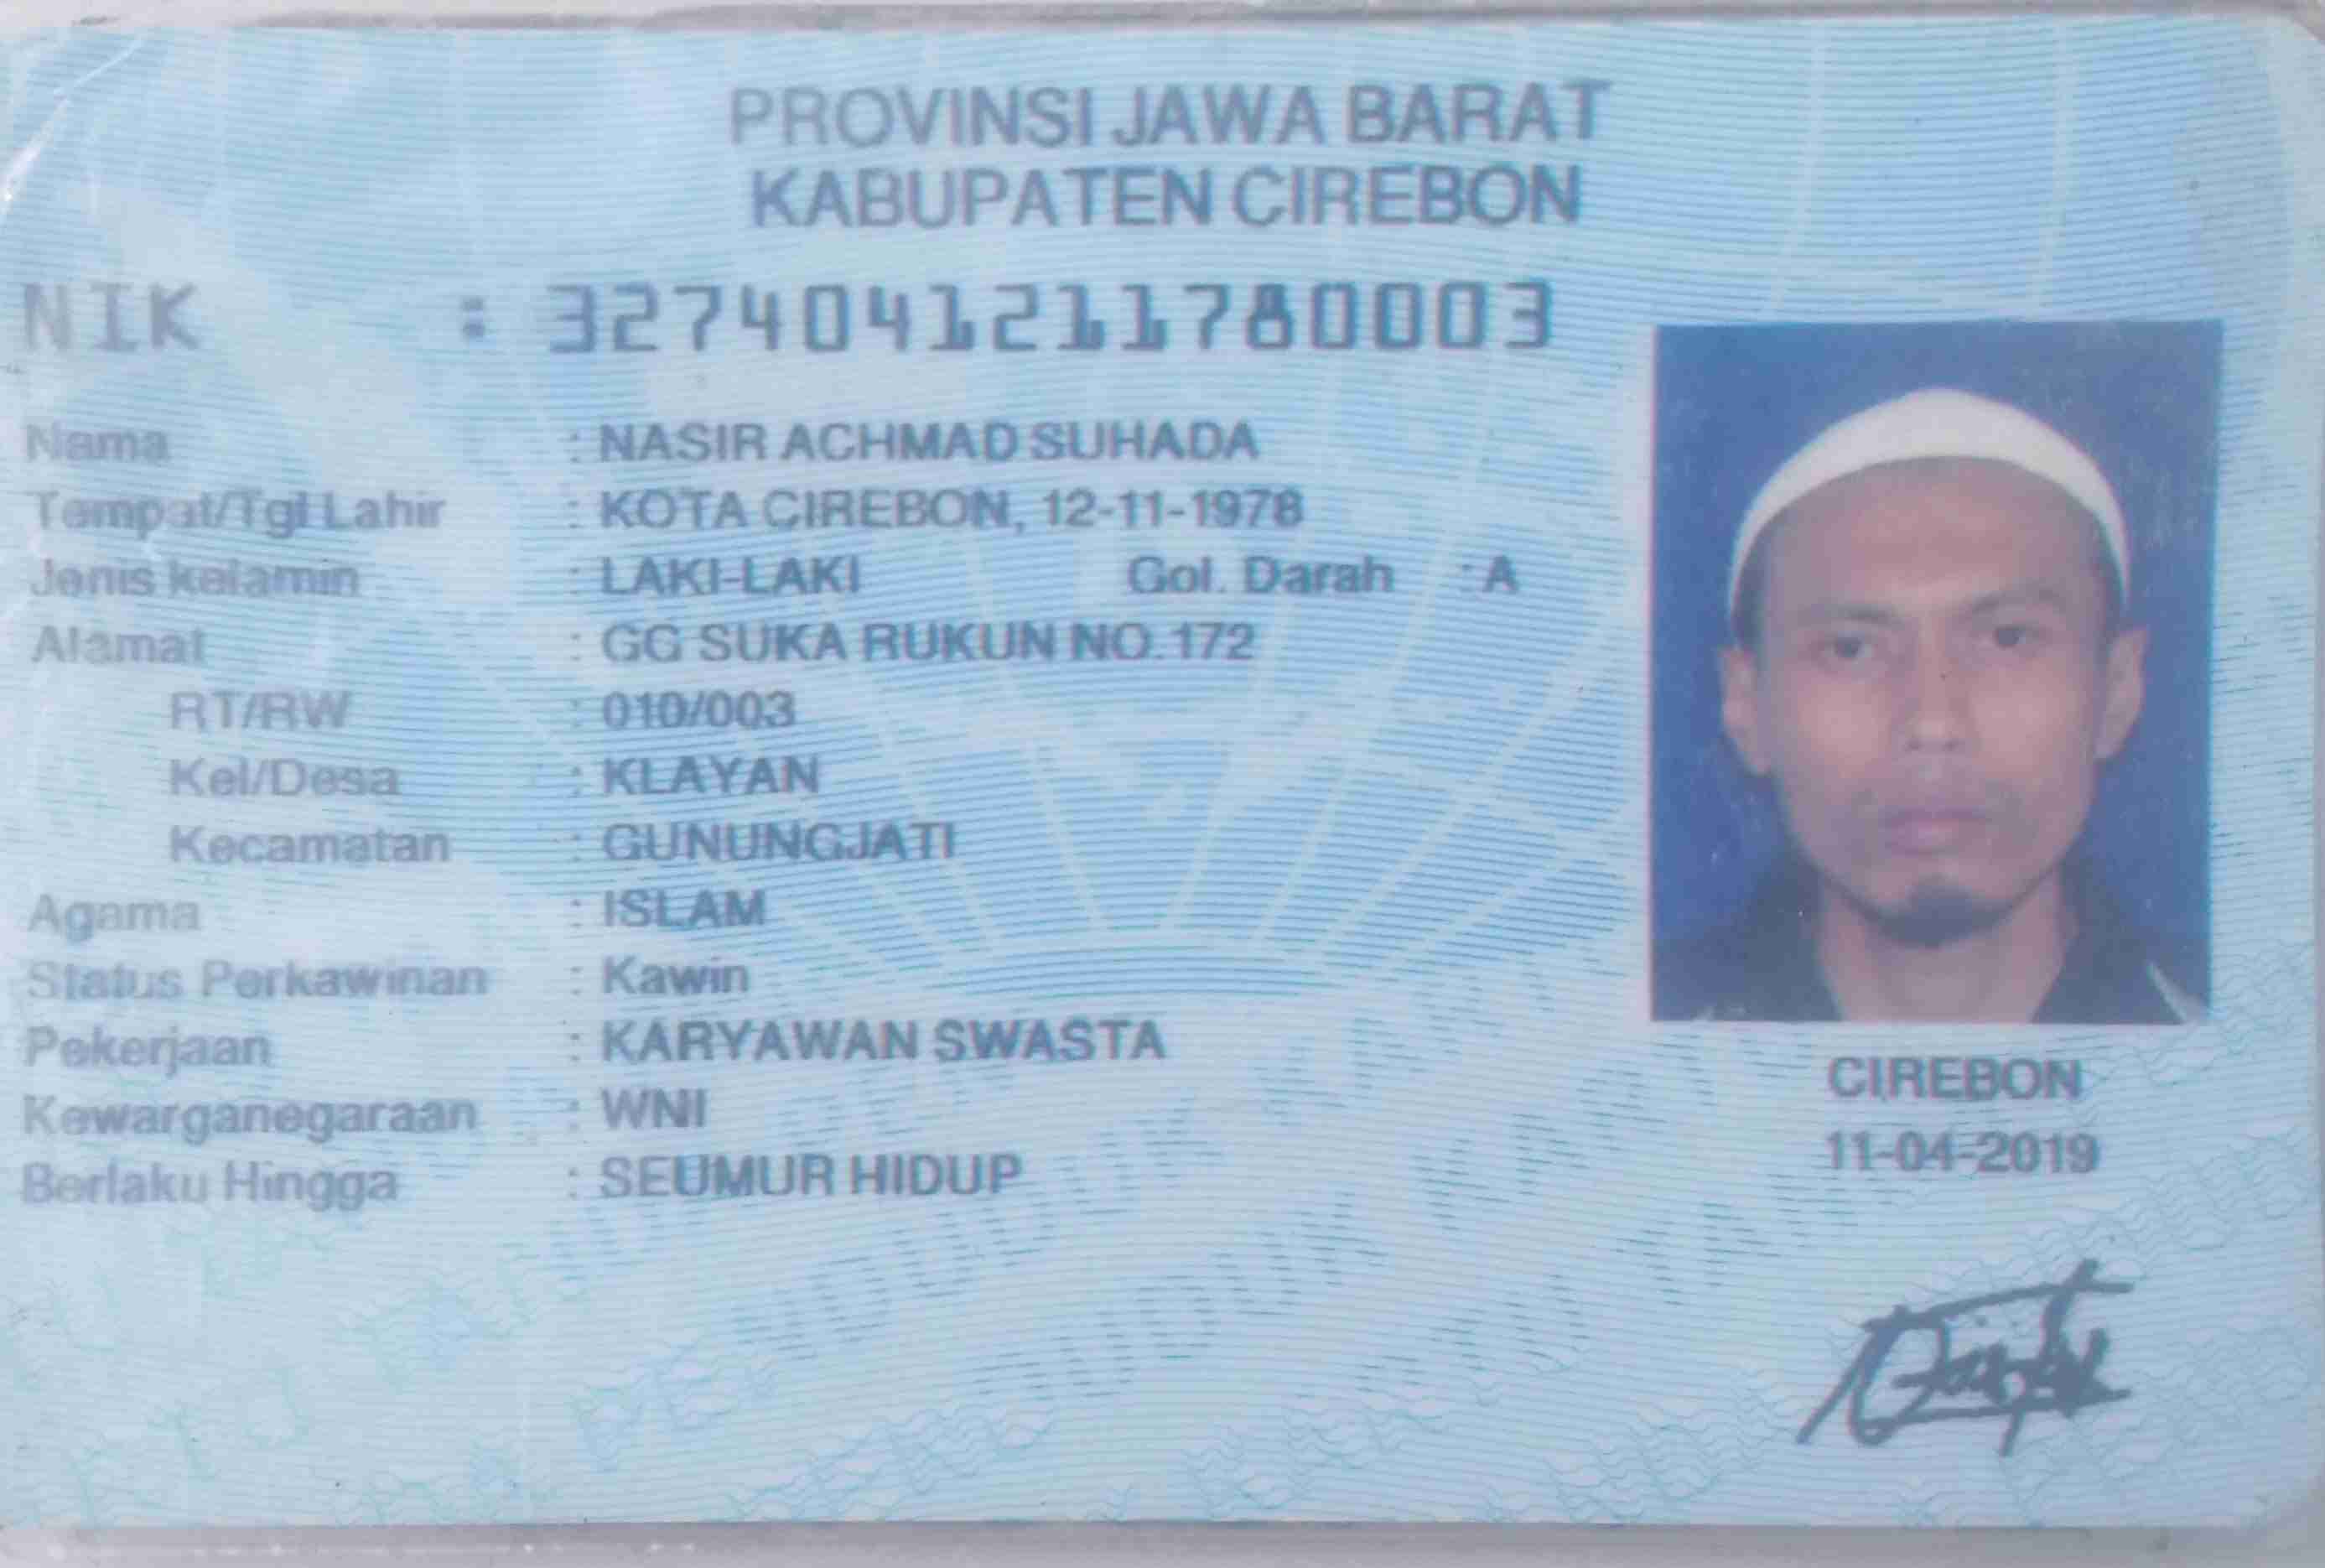 PROVINSI JAWA BARAT
KABUPATEN CIREBON
NIK : 3274041211780003
Nama : NASIR ACHMAD SUHADA
Tempat/Tgl Lahir : KOTA CIREBON, 12-11-1978
Jenis kelamin : LAKI-LAKI Gol. Darah : A
Alamat : GG SUKA RUKUN NO.172
RT/RW : 010/003
Kel/Desa : KLAYAN
Kecamatan : GUNUNGJATI
Agama : ISLAM
Status Perkawinan : Kawin
Pekerjaan : KARYAWAN SWASTA
Kewarganegaraan : WNI
Berlaku Hingga : SEUMUR HIDUP
CIREBON
11-04-2019